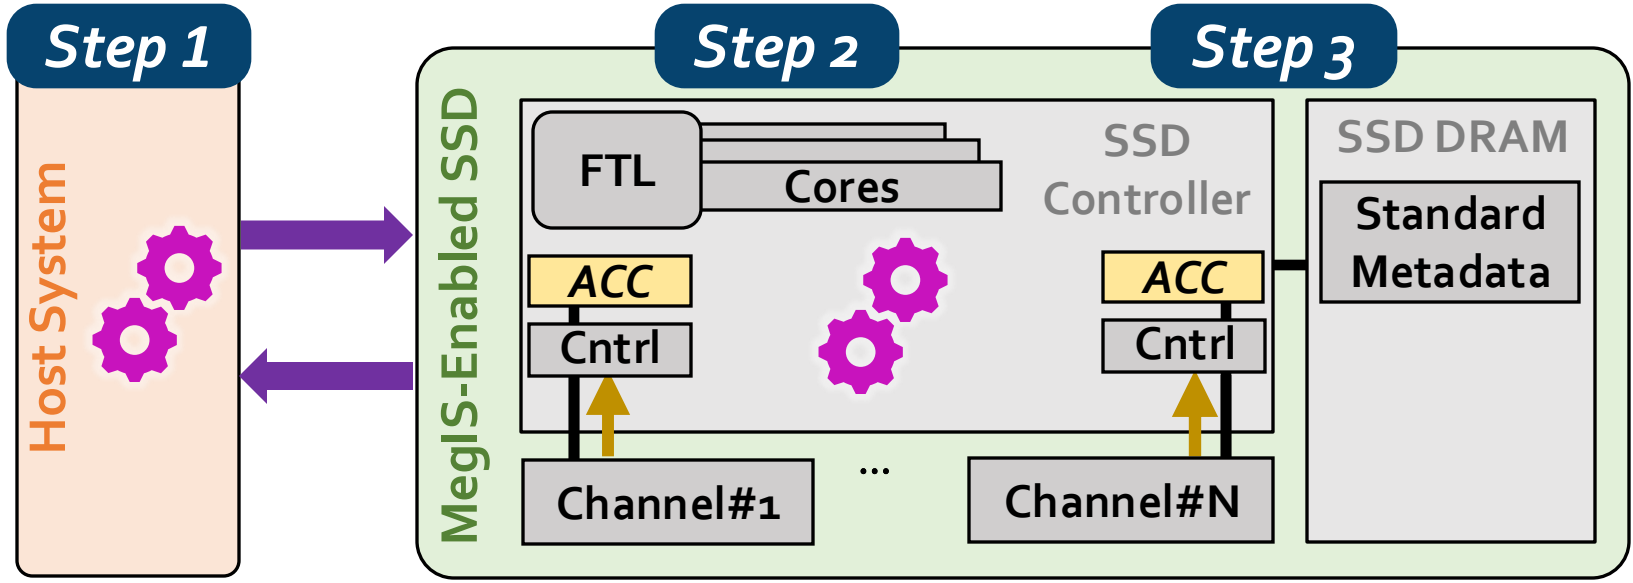 Step 1
Step 2
Step 3
Host System
MegIS-Enabled SSD
FTL
Cores
SSD
Controller
SSD DRAM
Standard
Metadata
ACC
Cntrl
ACC
Cntrl
Channel#1
...
Channel#N